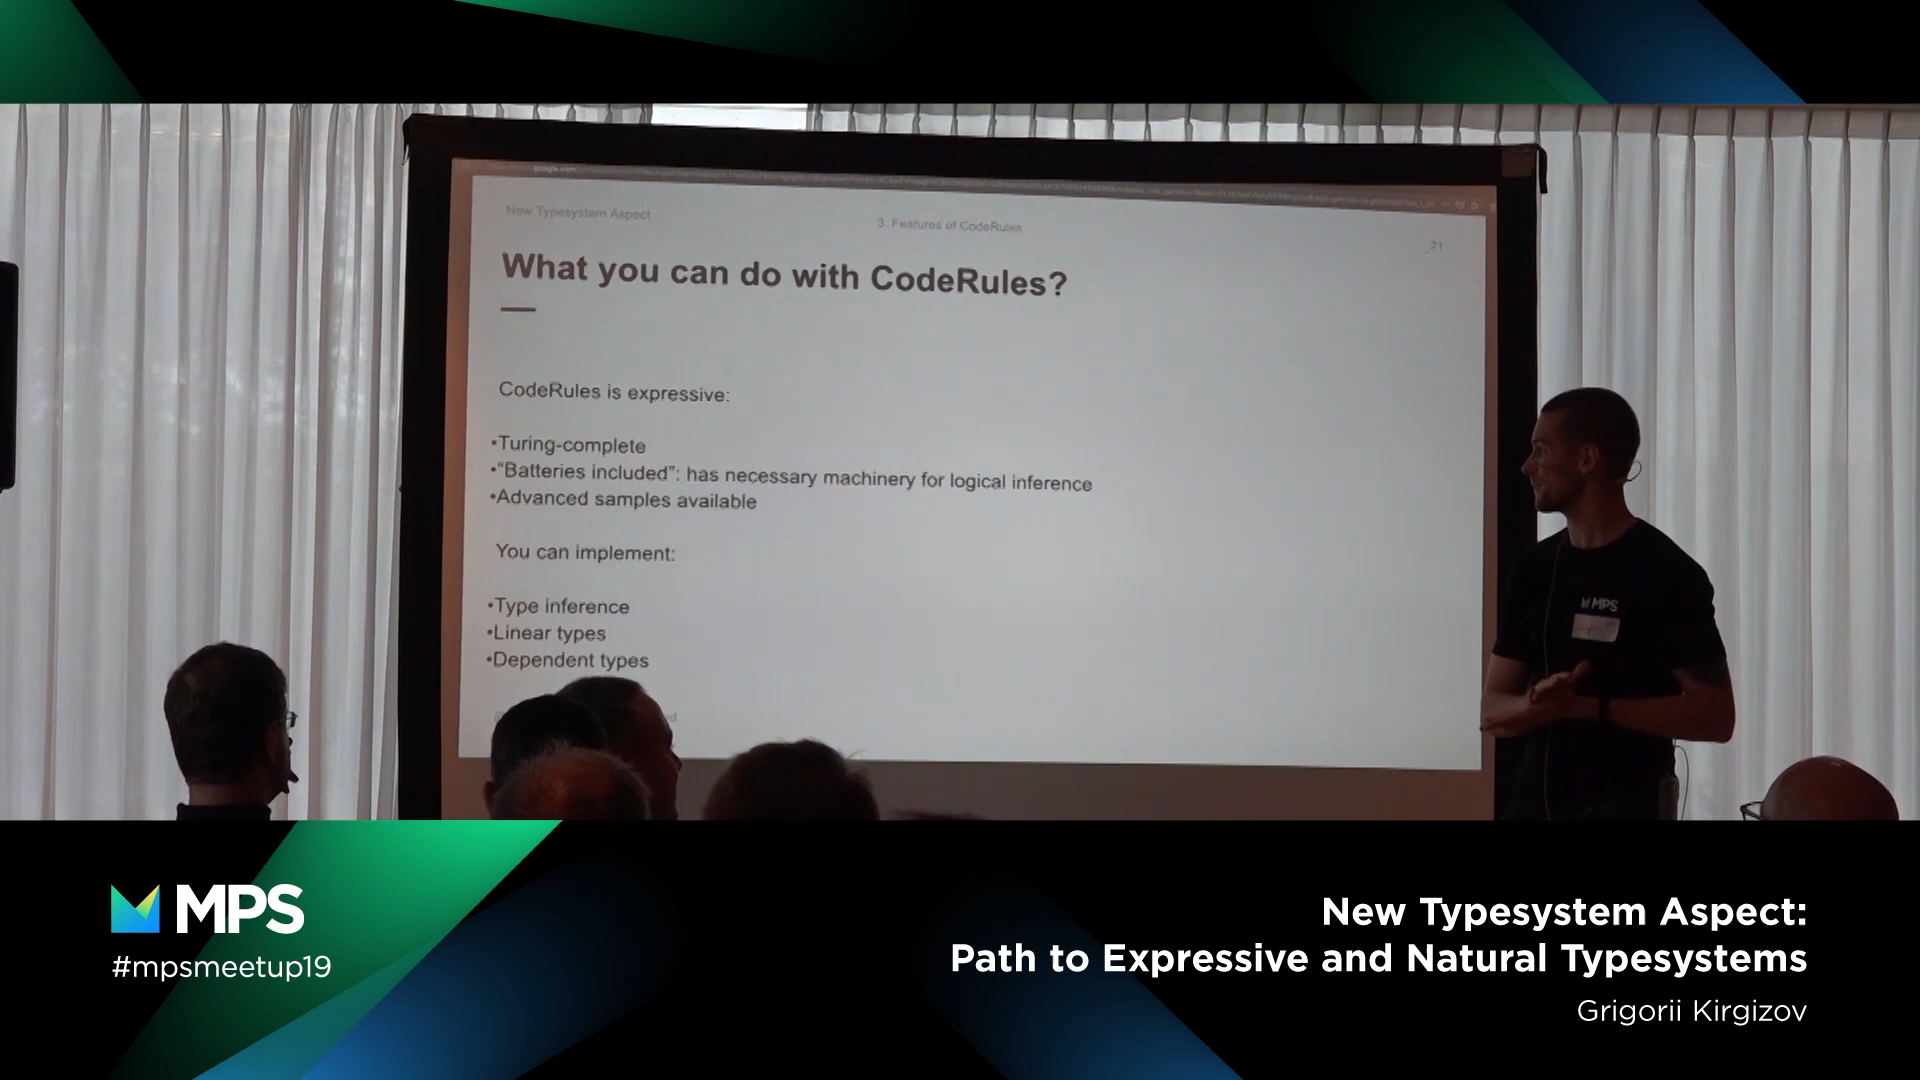 google.com
New Typesystem Aspect
3. Features of CodeRules
21
What you can do with CodeRules?
CodeRules is expressive:
•Turing-complete
•"Batteries included": has necessary machinery for logical inference
•Advanced samples available
You can implement:
•Type inference
•Linear types
•Dependent types
MPS
MPS
#mpsmeetup19
New Typesystem Aspect:
Path to Expressive and Natural Typesystems
Grigorii Kirgizov